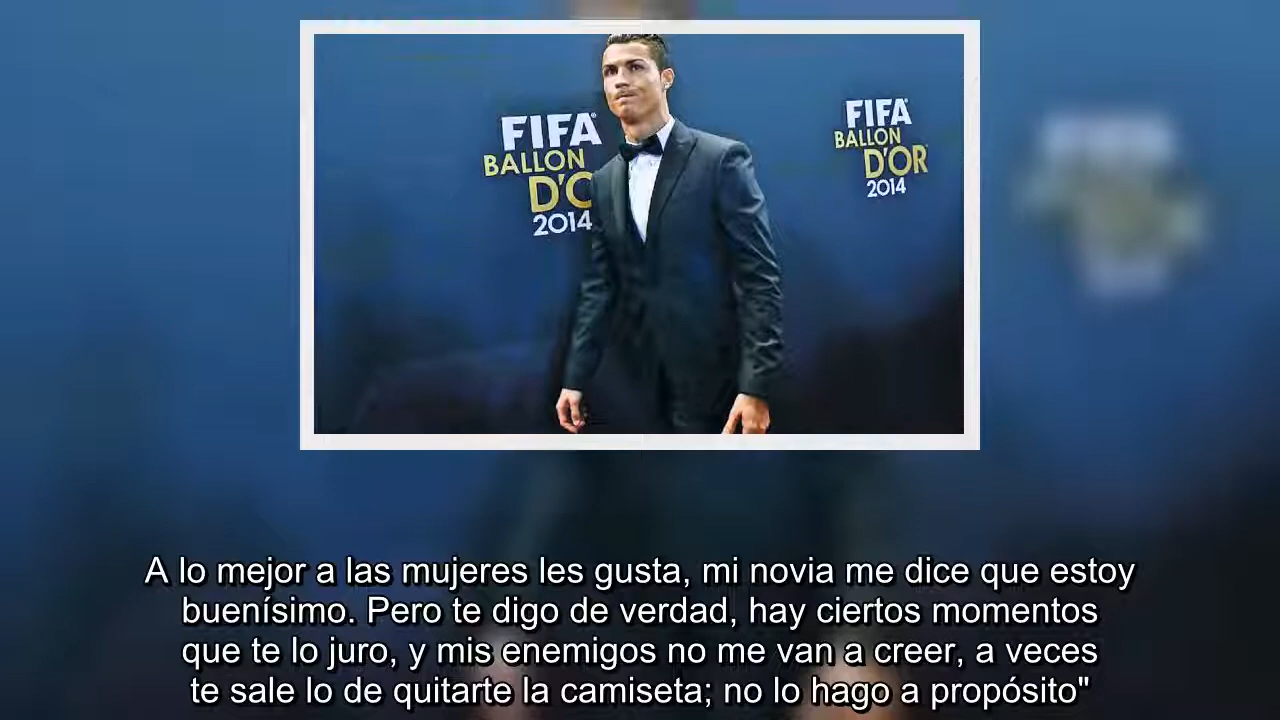 FIFA
BALLON
D'O
2014
FIFA
BALLON
D'OR
2014
A lo mejor a las mujeres les gusta, mi novia me dice que estoy
buenísimo. Pero te digo de verdad, hay ciertos momentos
que te lo juro, y mis enemigos no me van a creer, a veces
te sale lo de quitarte la camiseta; no lo hago a propósito"